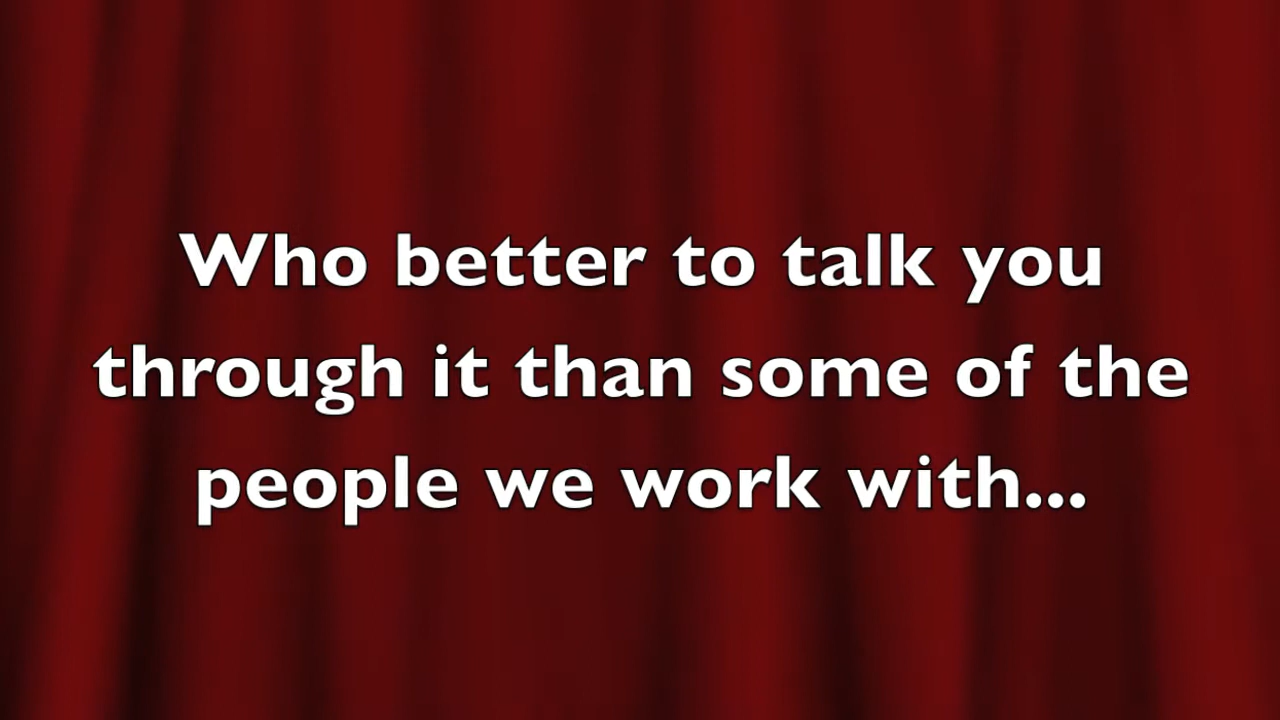 Who better to talk you
through it than some of the
people we work with...